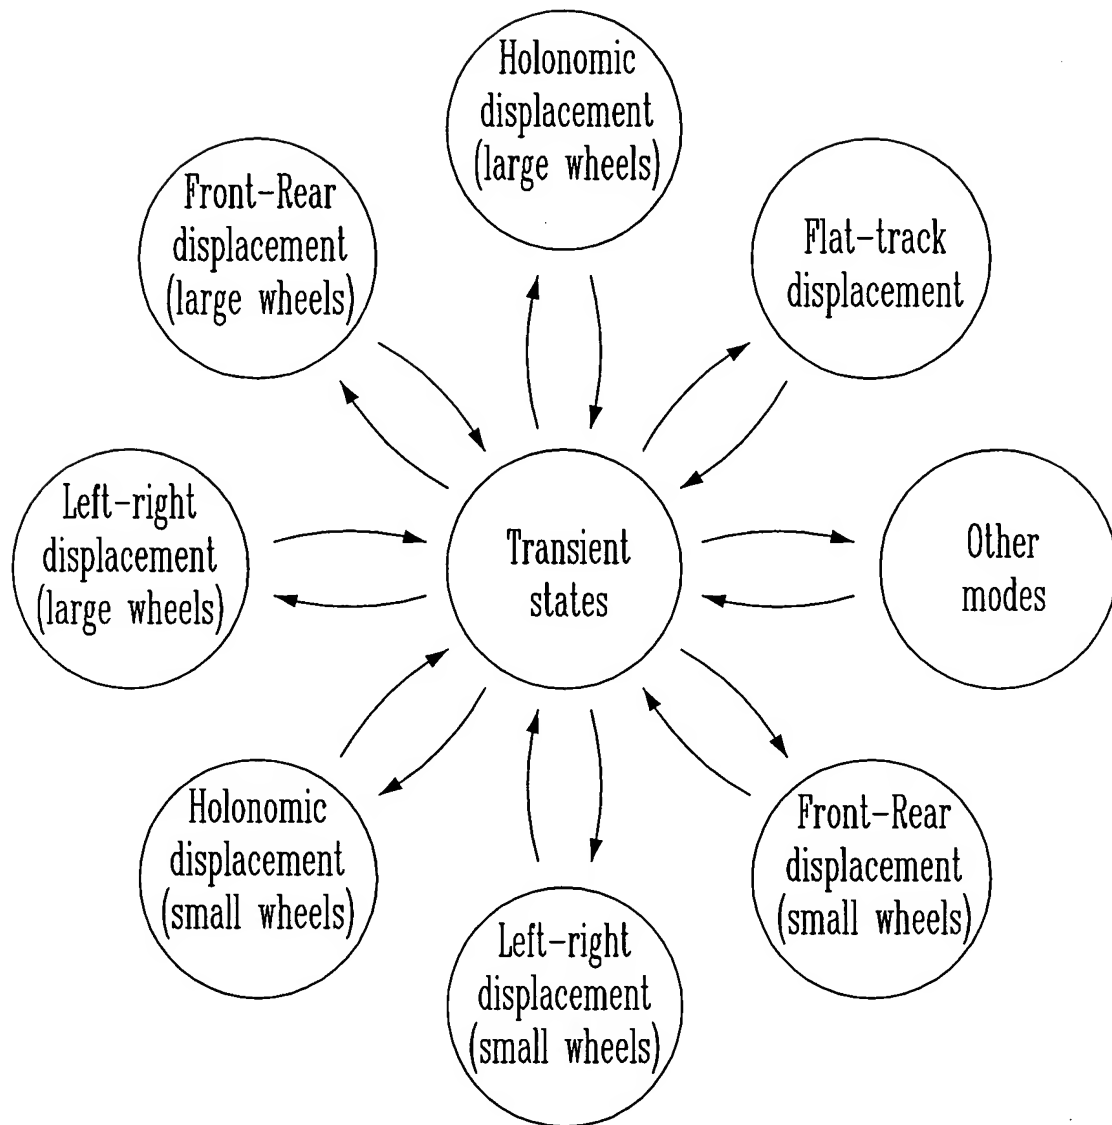 Holonomic
displacement
(large wheels)
Front-Rear
displacement
(large wheels)
Flat-track
displacement
Left-right
displacement
(large wheels)
Transient
states
Other
modes
Holonomic
displacement
(small wheels)
Front-Rear
displacement
(small wheels)
Left-right
displacement
(small wheels)